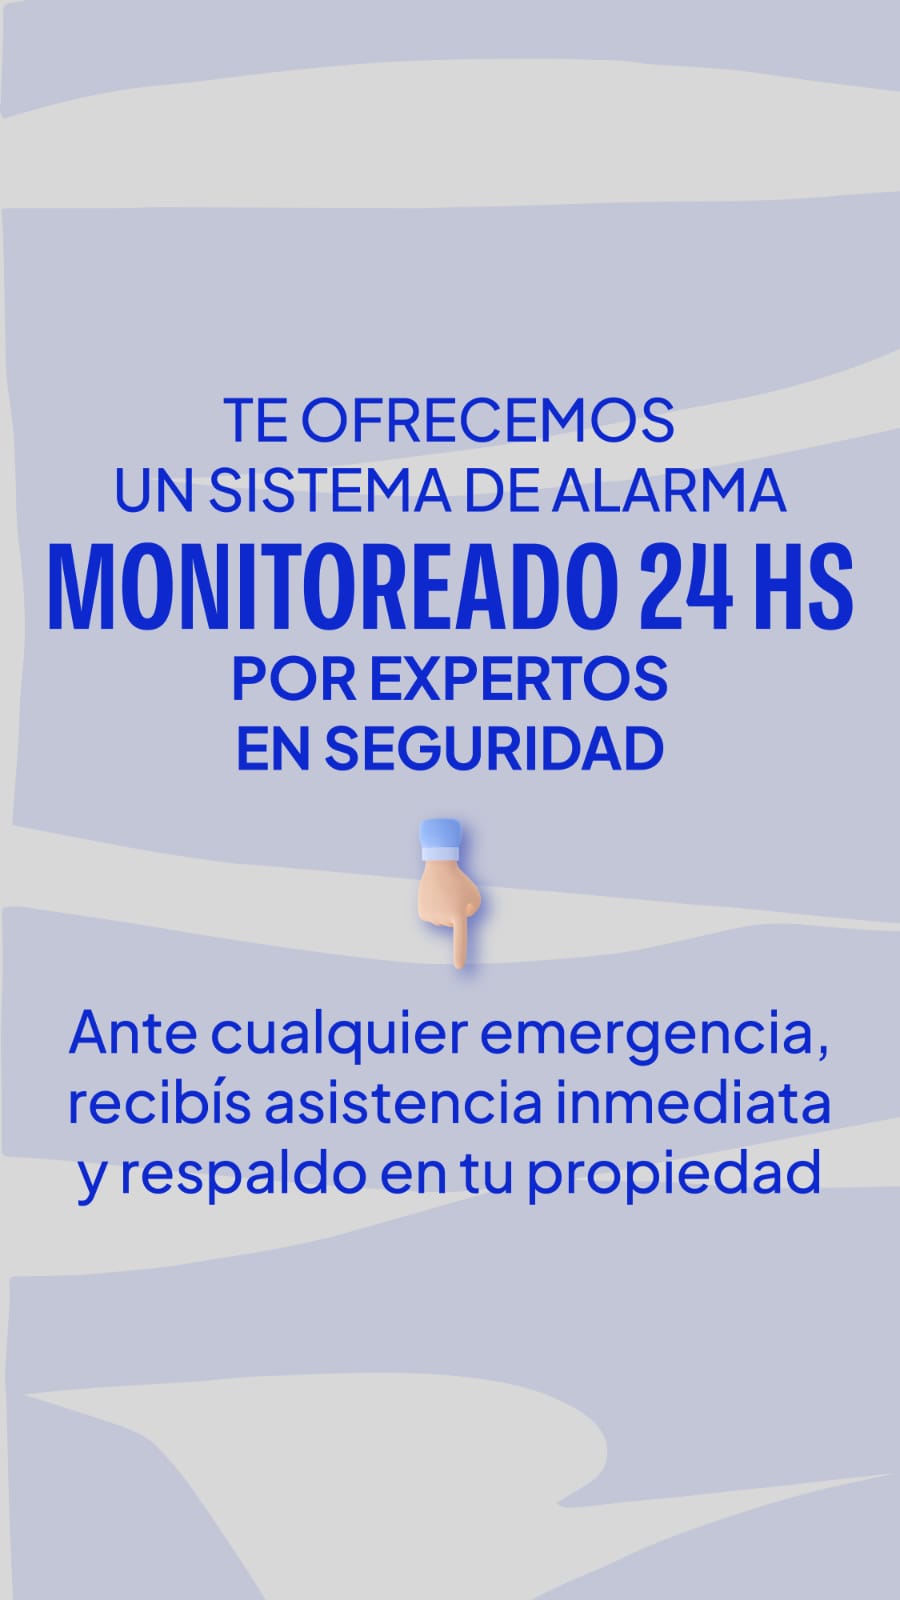 TE OFRECEMOS
UN SISTEMA DE ALARMA
MONITOREADO 24 HS
POR EXPERTOS
EN SEGURIDAD
Ante cualquier emergencia,
recibís asistencia inmediata
y respaldo en tu propiedad